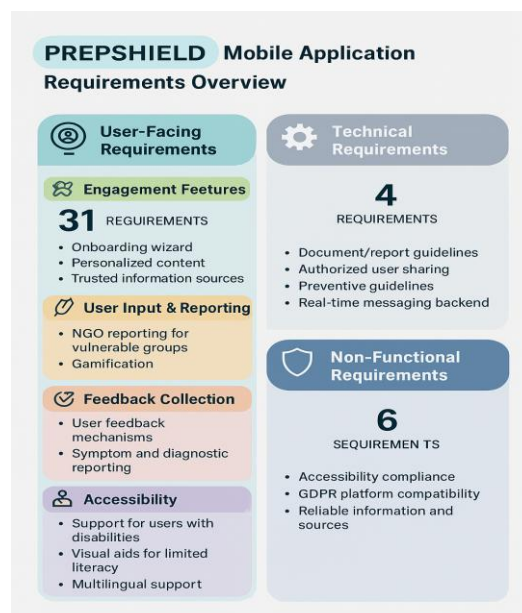 PREPSHIELD Mobile Application
Requirements Overview
User-Facing
Requirements
Engagement Feetures
31 REGUIREMENTS
• Onboarding wizard
• Personalized content
• Trusted information sources
User Input & Reporting
• NGO reporting for
vulnerable groups
• Gamification
Feedback Collection
• User feedback
mechanisms
• Symptom and diagnostic
reporting
Accessibility
• Support for users with
disabilities
• Visual aids for limited
literacy
• Multilingual support
Technical
Requirements
4
REQUIREMENTS
• Document/report guidelines
• Authorized user sharing
• Preventive guidelines
• Real-time messaging backend
Non-Functional
Requirements
6
SEQUIREMEN TS
• Accessibility compliance
• GDPR platform compatibility
• Reliable information and
sources